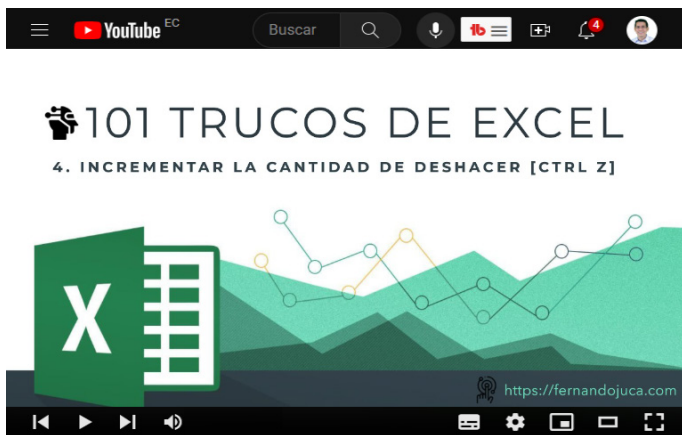 YouTube EC
Buscar
4
101 TRUCOS DE EXCEL
4. INCREMENTAR LA CANTIDAD DE DESHACER [CTRL Z]
X
https://fernandojuca.com